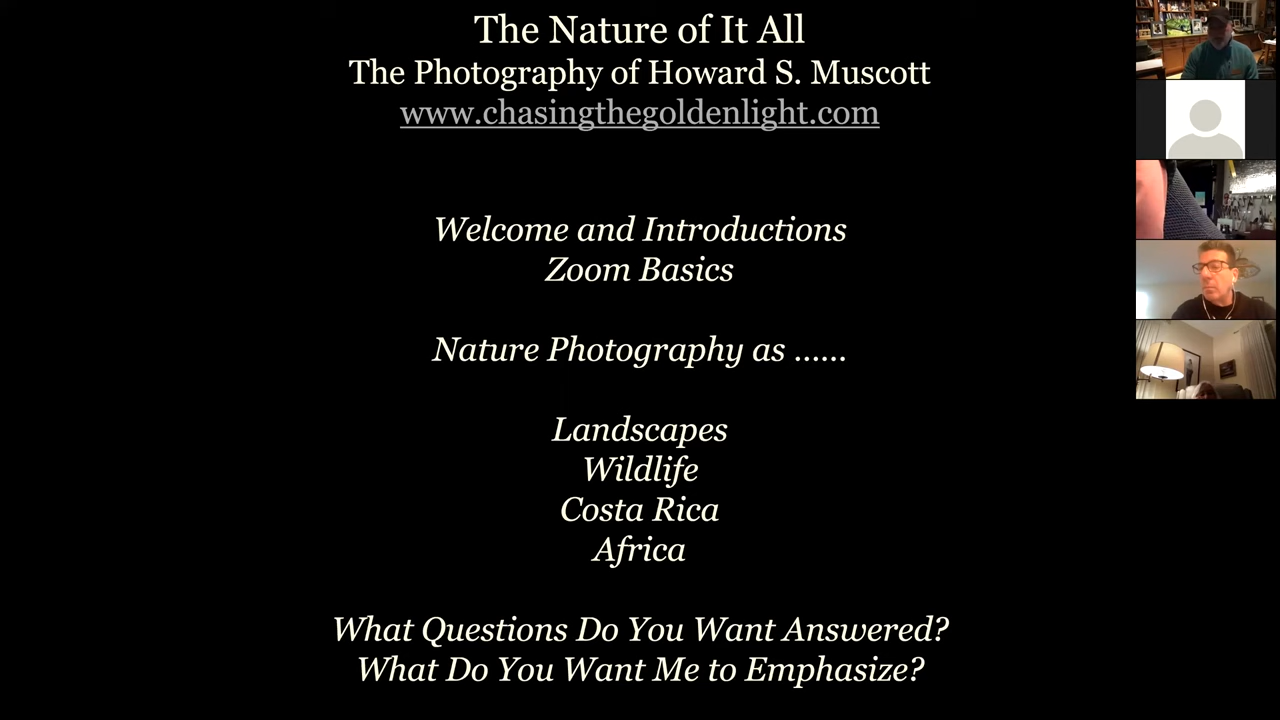 The Nature of It All
The Photography of Howard S. Muscott
www.chasingthegoldenlight.com
Welcome and Introductions
Zoom Basics
Nature Photography as ......
Landscapes
Wildlife
Costa Rica
Africa
What Questions Do You Want Answered?
What Do You Want Me to Emphasize?